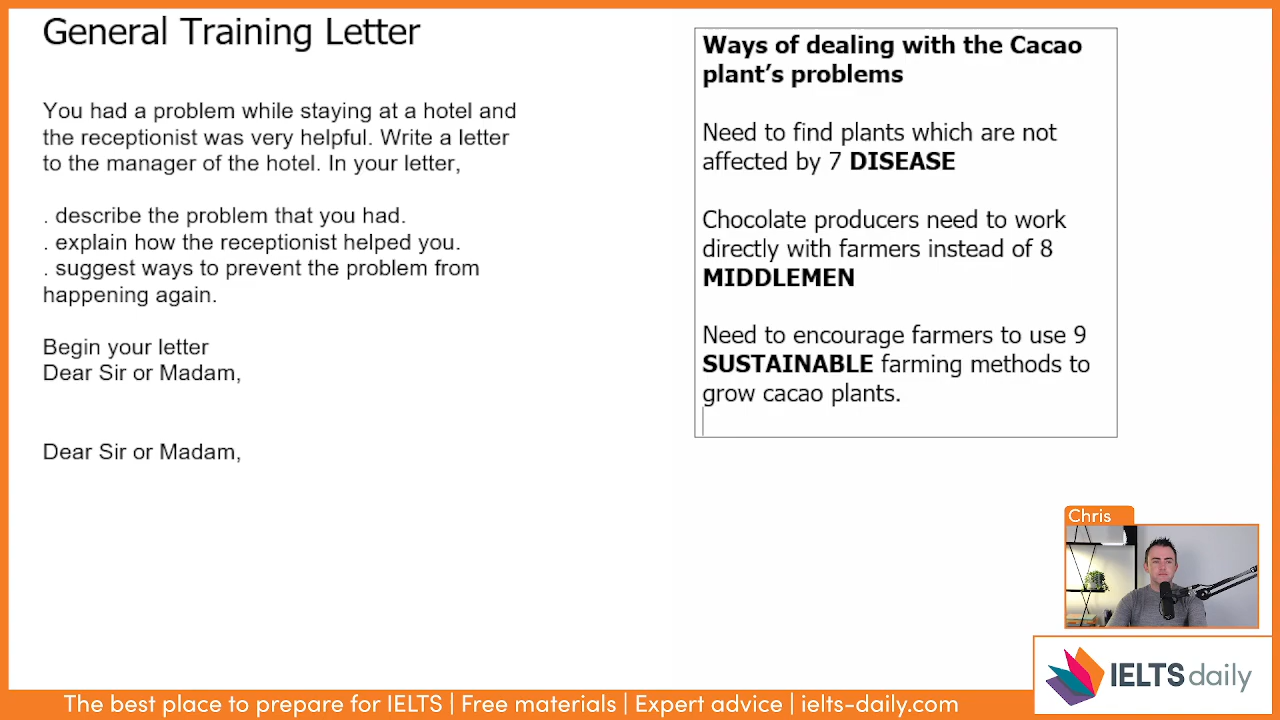 General Training Letter
You had a problem while staying at a hotel and
the receptionist was very helpful. Write a letter
to the manager of the hotel. In your letter,
. describe the problem that you had.
. explain how the receptionist helped you.
. suggest ways to prevent the problem from
happening again.
Begin your letter
Dear Sir or Madam,
Dear Sir or Madam,
Ways of dealing with the Cacao
plant’s problems
Need to find plants which are not
affected by 7 DISEASE
Chocolate producers need to work
directly with farmers instead of 8
MIDDLEMEN
Need to encourage farmers to use 9
SUSTAINABLE farming methods to
grow cacao plants.
Chris
IELTS daily
The best place to prepare for IELTS | Free materials | Expert advice | ielts-daily.com